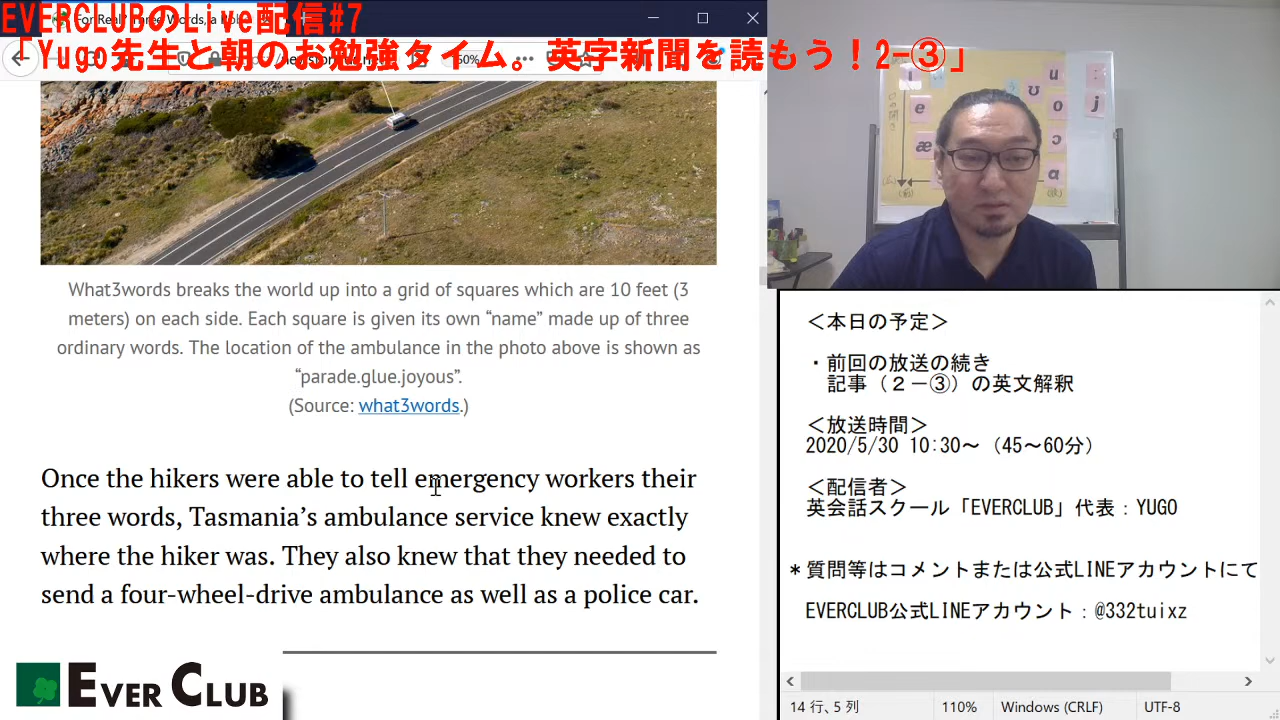 EVERCLUBのLive配信#7
「Yugo先生と朝のお勉強タイム。英字新聞を読もう！2-③」
What3words breaks the world up into a grid of squares which are 10 feet (3
meters) on each side. Each square is given its own “name” made up of three
ordinary words. The location of the ambulance in the photo above is shown as
“parade.glue.joyous”.
(Source: what3words.)
Once the hikers were able to tell emergency workers their
three words, Tasmania’s ambulance service knew exactly
where the hiker was. They also knew that they needed to
send a four-wheel-drive ambulance as well as a police car.
EVER CLUB
i
u
:
e
ʊ
o
j
æ
ɔ
ɑ
＜本日の予定＞
・前回の放送の続き
記事（２－③）の英文解釈
＜放送時間＞
2020/5/30 10:30～（45～60分）
＜配信者＞
英会話スクール「EVERCLUB」代表：YUGO
＊質問等はコメントまたは公式LINEアカウントにて
EVERCLUB公式LINEアカウント：@332tuixz
14 行、5 列
110%
Windows (CRLF)
UTF-8